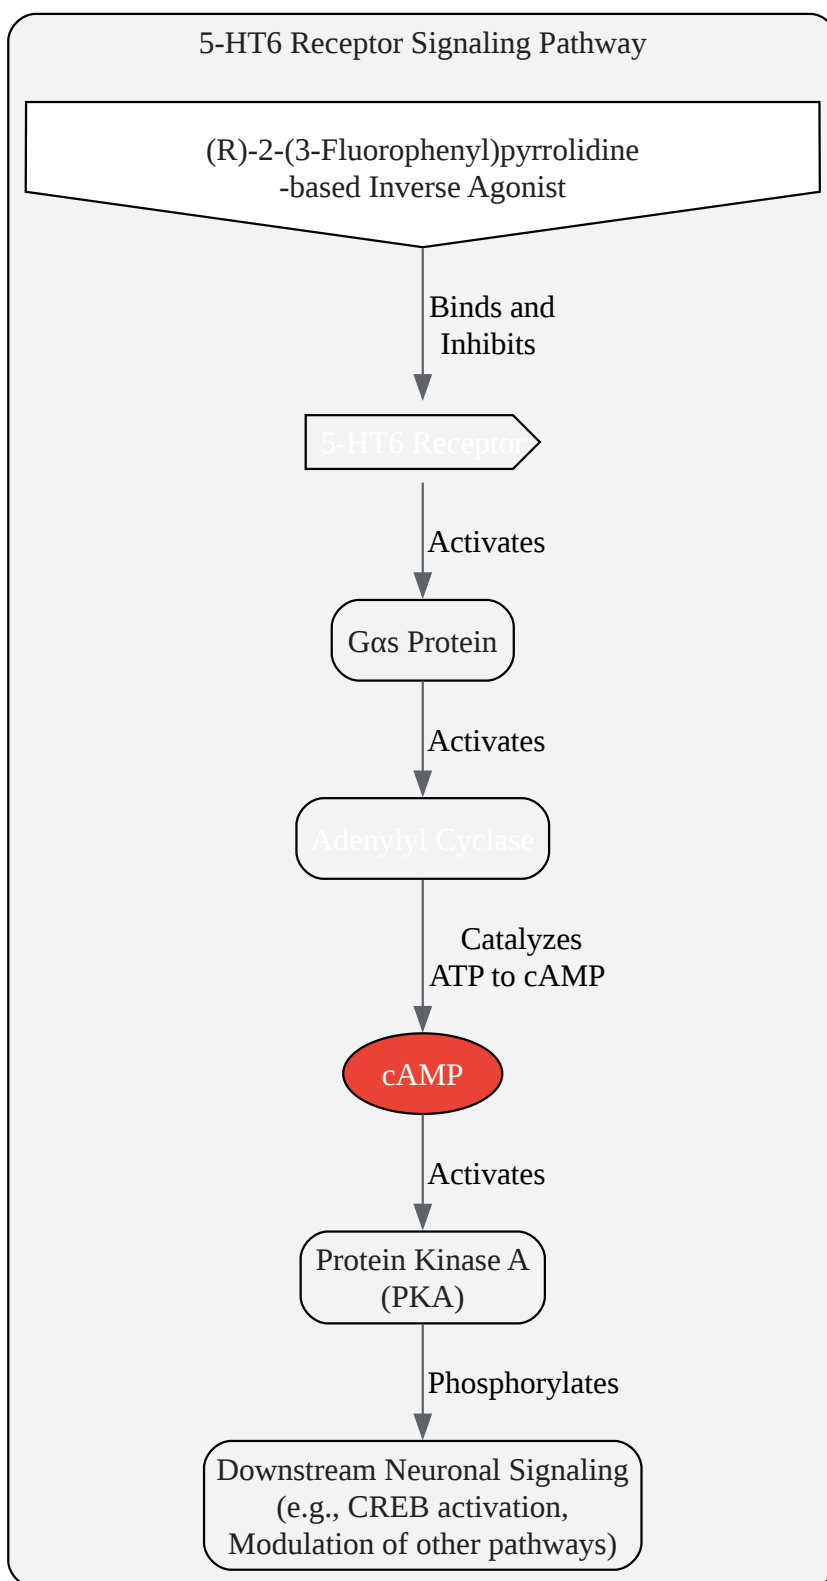 5-HT6 Receptor Signaling Pathway
(R)-2-(3-Fluorophenyl)pyrrolidine
-based Inverse Agonist
Binds and
Inhibits
5-HT6 Receptor
Activates
Gαs Protein
Activates
Adenylyl Cyclase
Catalyzes
ATP to cAMP
cAMP
Activates
Protein Kinase A
(PKA)
Phosphorylates
Downstream Neuronal Signaling
(e.g., CREB activation,
Modulation of other pathways)